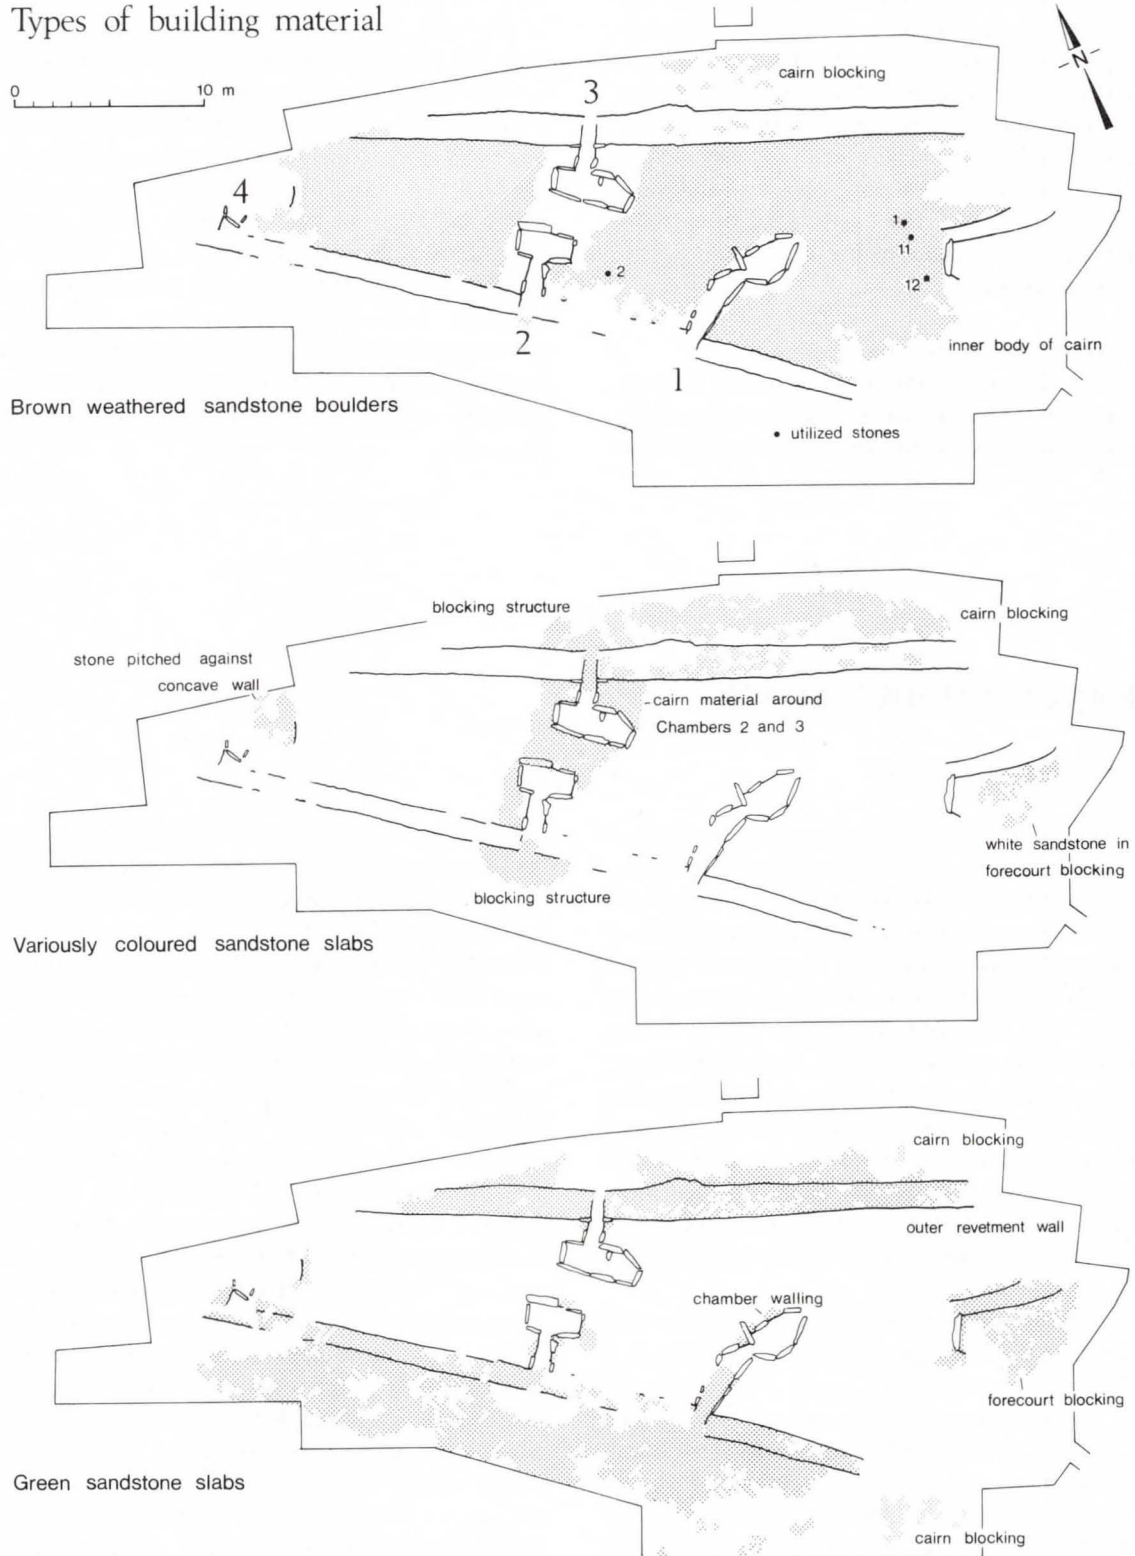 Types of building material
0 10 m
N
cairn blocking
3
4
1
11
2
12
2
inner body of cairn
1
Brown weathered sandstone boulders
• utilized stones
blocking structure
cairn blocking
stone pitched against
concave wall
cairn material around
Chambers 2 and 3
white sandstone in
forecourt blocking
blocking structure
Variously coloured sandstone slabs
cairn blocking
outer revetment wall
chamber walling
forecourt blocking
Green sandstone slabs
cairn blocking